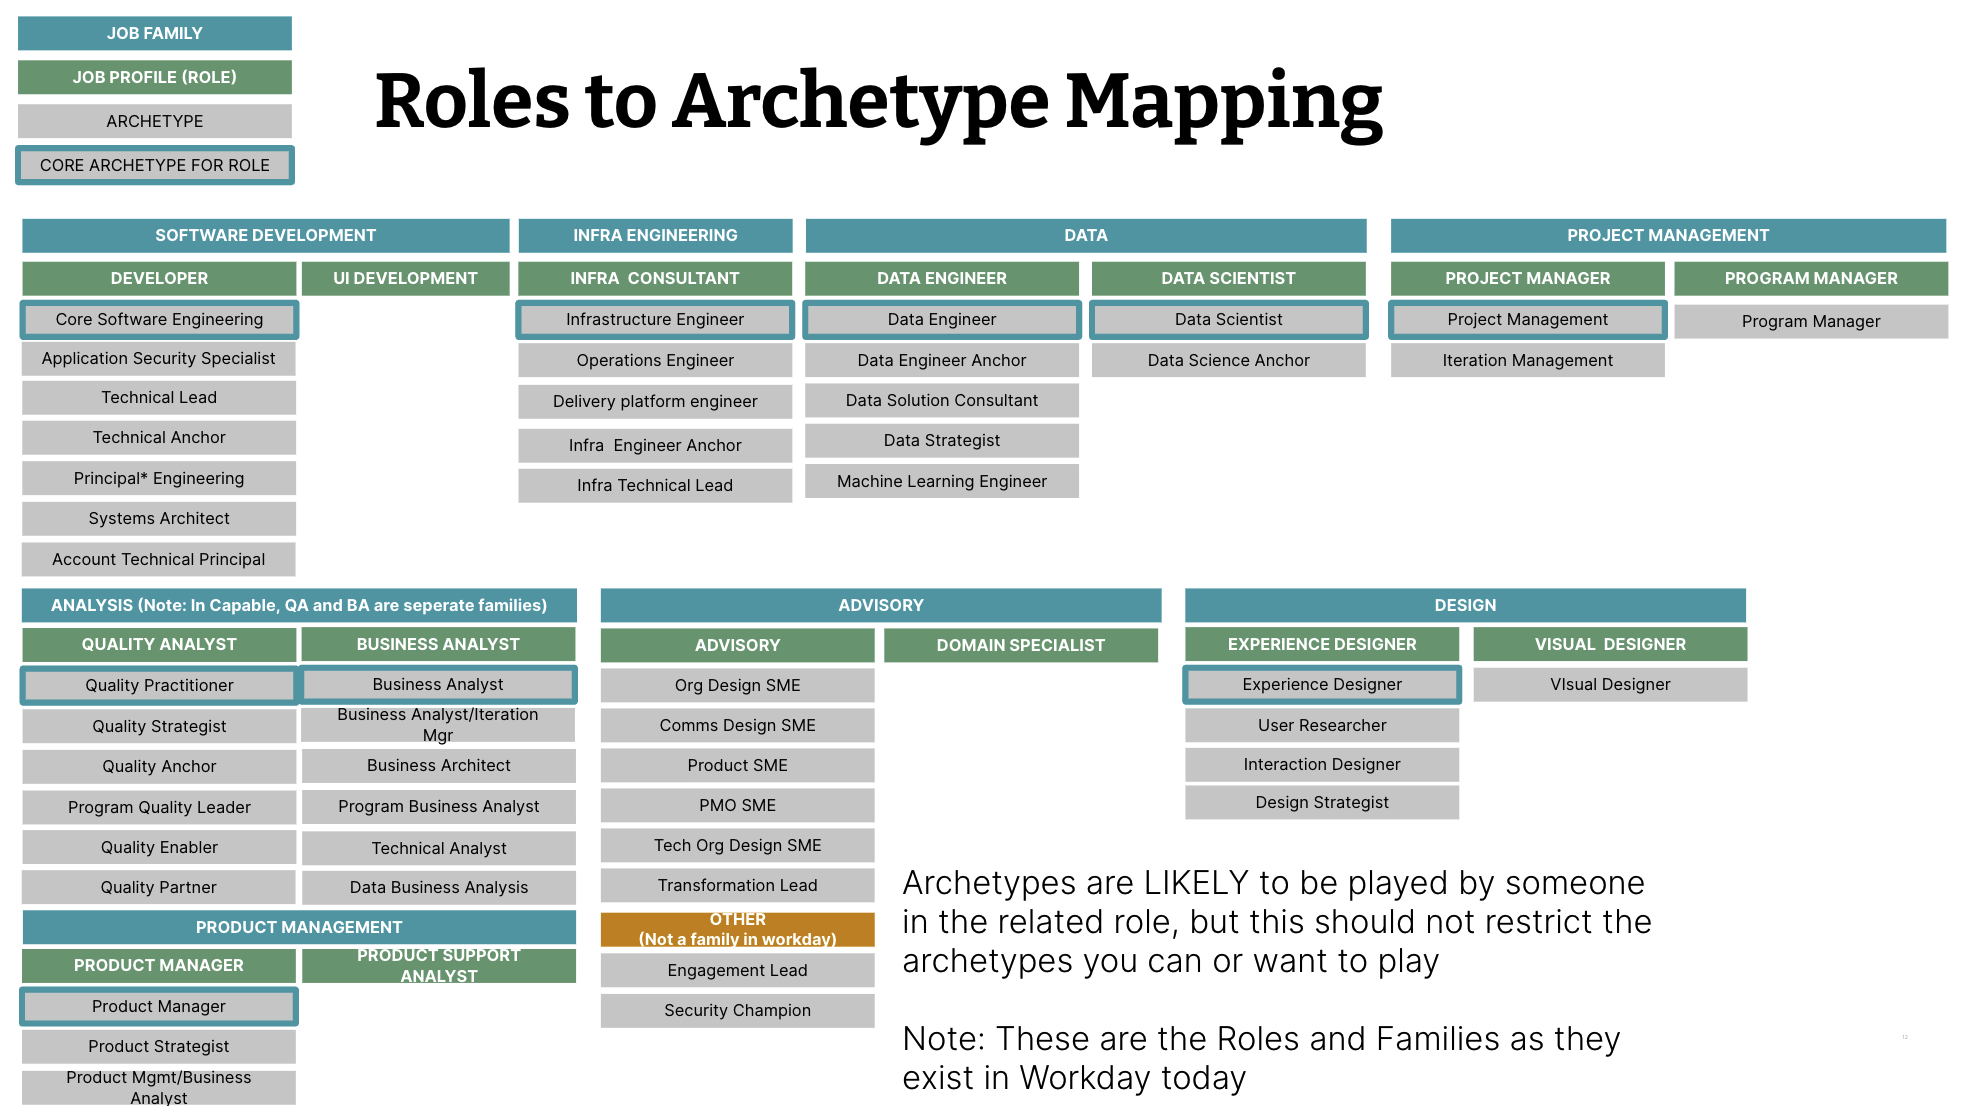 JOB FAMILY
JOB PROFILE (ROLE)
ARCHETYPE
CORE ARCHETYPE FOR ROLE
Roles to Archetype Mapping
SOFTWARE DEVELOPMENT
DEVELOPER
UI DEVELOPMENT
Core Software Engineering
Application Security Specialist
Technical Lead
Technical Anchor
Principal* Engineering
Systems Architect
Account Technical Principal
INFRA ENGINEERING
INFRA  CONSULTANT
Infrastructure Engineer
Operations Engineer
Delivery platform engineer
Infra  Engineer Anchor
Infra Technical Lead
DATA
DATA ENGINEER
Data Engineer
Data Engineer Anchor
Data Solution Consultant
Data Strategist
Machine Learning Engineer
DATA SCIENTIST
Data Scientist
Data Science Anchor
PROJECT MANAGEMENT
PROJECT MANAGER
Project Management
Iteration Management
PROGRAM MANAGER
Program Manager
ANALYSIS (Note: In Capable, QA and BA are seperate families)
QUALITY ANALYST
Quality Practitioner
Quality Strategist
Quality Anchor
Program Quality Leader
Quality Enabler
Quality Partner
BUSINESS ANALYST
Business Analyst
Business Analyst/Iteration
Mgr
Business Architect
Program Business Analyst
Technical Analyst
Data Business Analysis
PRODUCT MANAGEMENT
PRODUCT MANAGER
Product Manager
Product Strategist
Product Mgmt/Business
Analyst
PRODUCT SUPPORT
ANALYST
ADVISORY
ADVISORY
Org Design SME
Comms Design SME
Product SME
PMO SME
Tech Org Design SME
Transformation Lead
DOMAIN SPECIALIST
OTHER
(Not a family in workday)
Engagement Lead
Security Champion
DESIGN
EXPERIENCE DESIGNER
Experience Designer
User Researcher
Interaction Designer
Design Strategist
VISUAL  DESIGNER
VIsual Designer
Archetypes are LIKELY to be played by someone
in the related role, but this should not restrict the
archetypes you can or want to play
Note: These are the Roles and Families as they
exist in Workday today